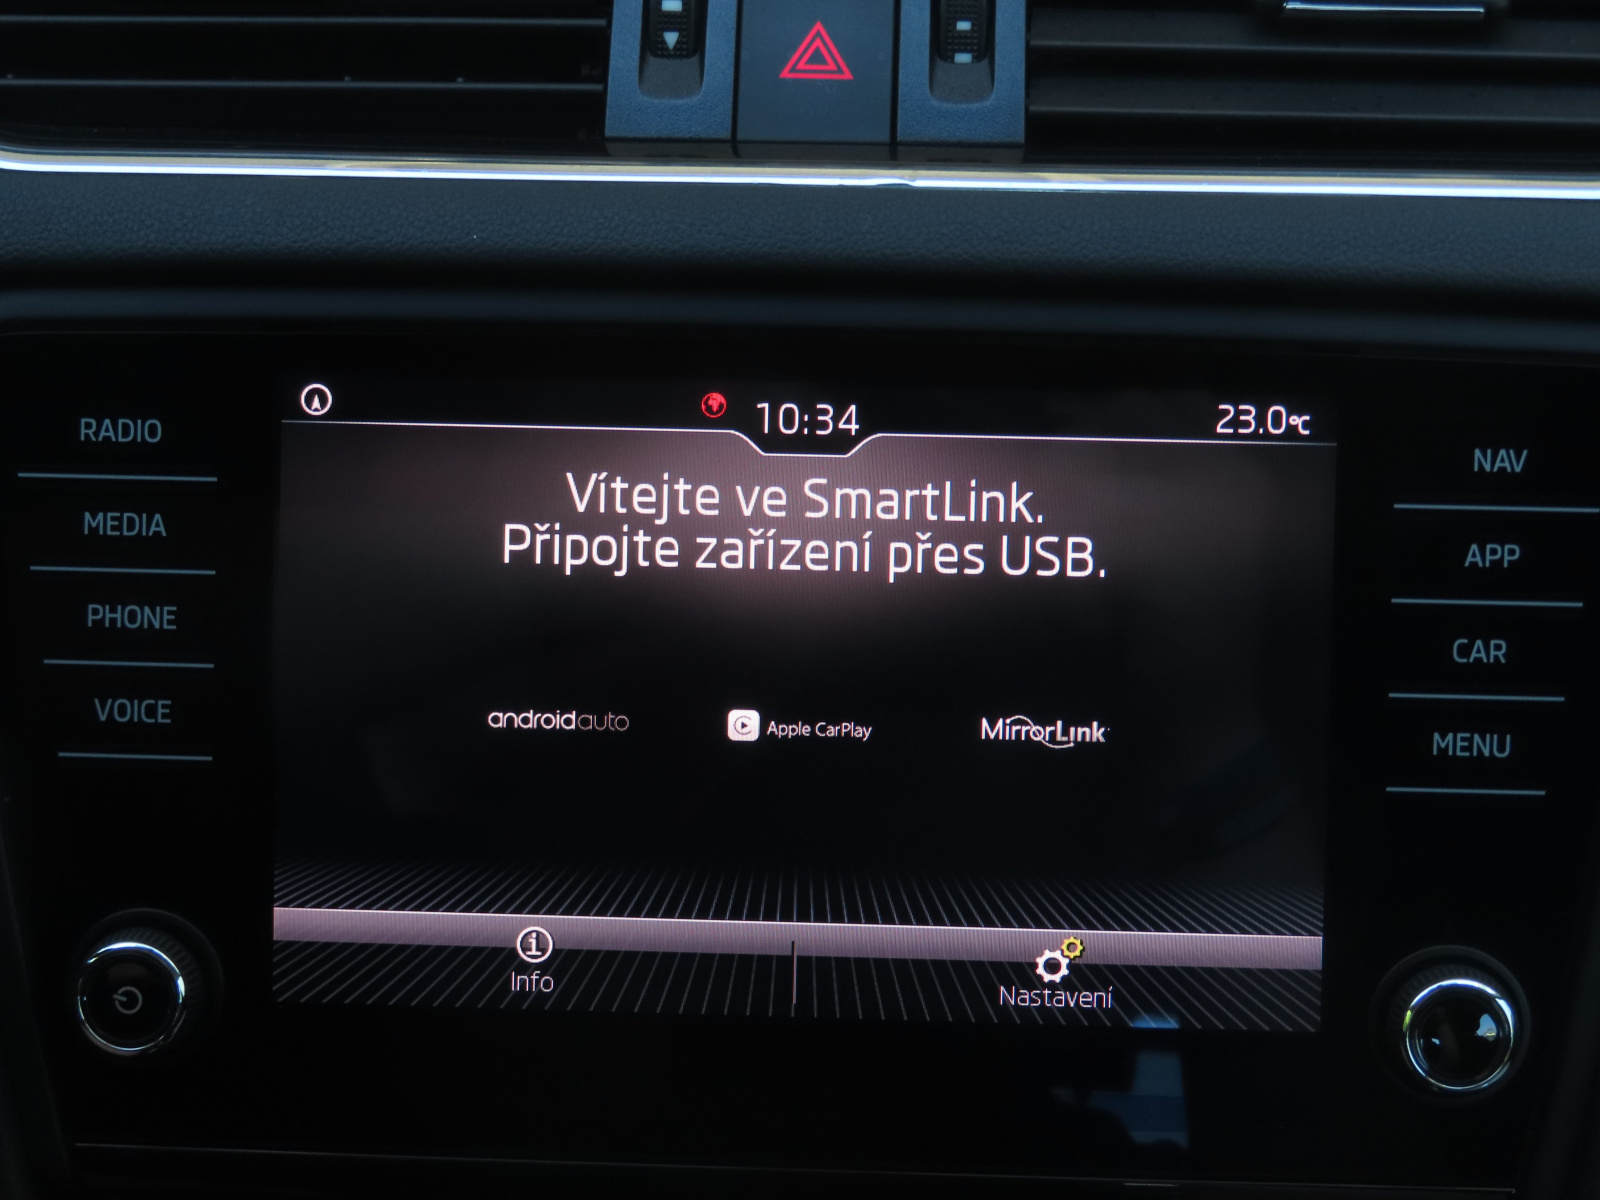 10:34
23.0°C
RADIO
MEDIA
PHONE
VOICE
Vítejte ve SmartLink.
Připojte zařízení přes USB.
androidauto
Apple CarPlay
MirrorLink
Info
Nastavení
NAV
APP
CAR
MENU